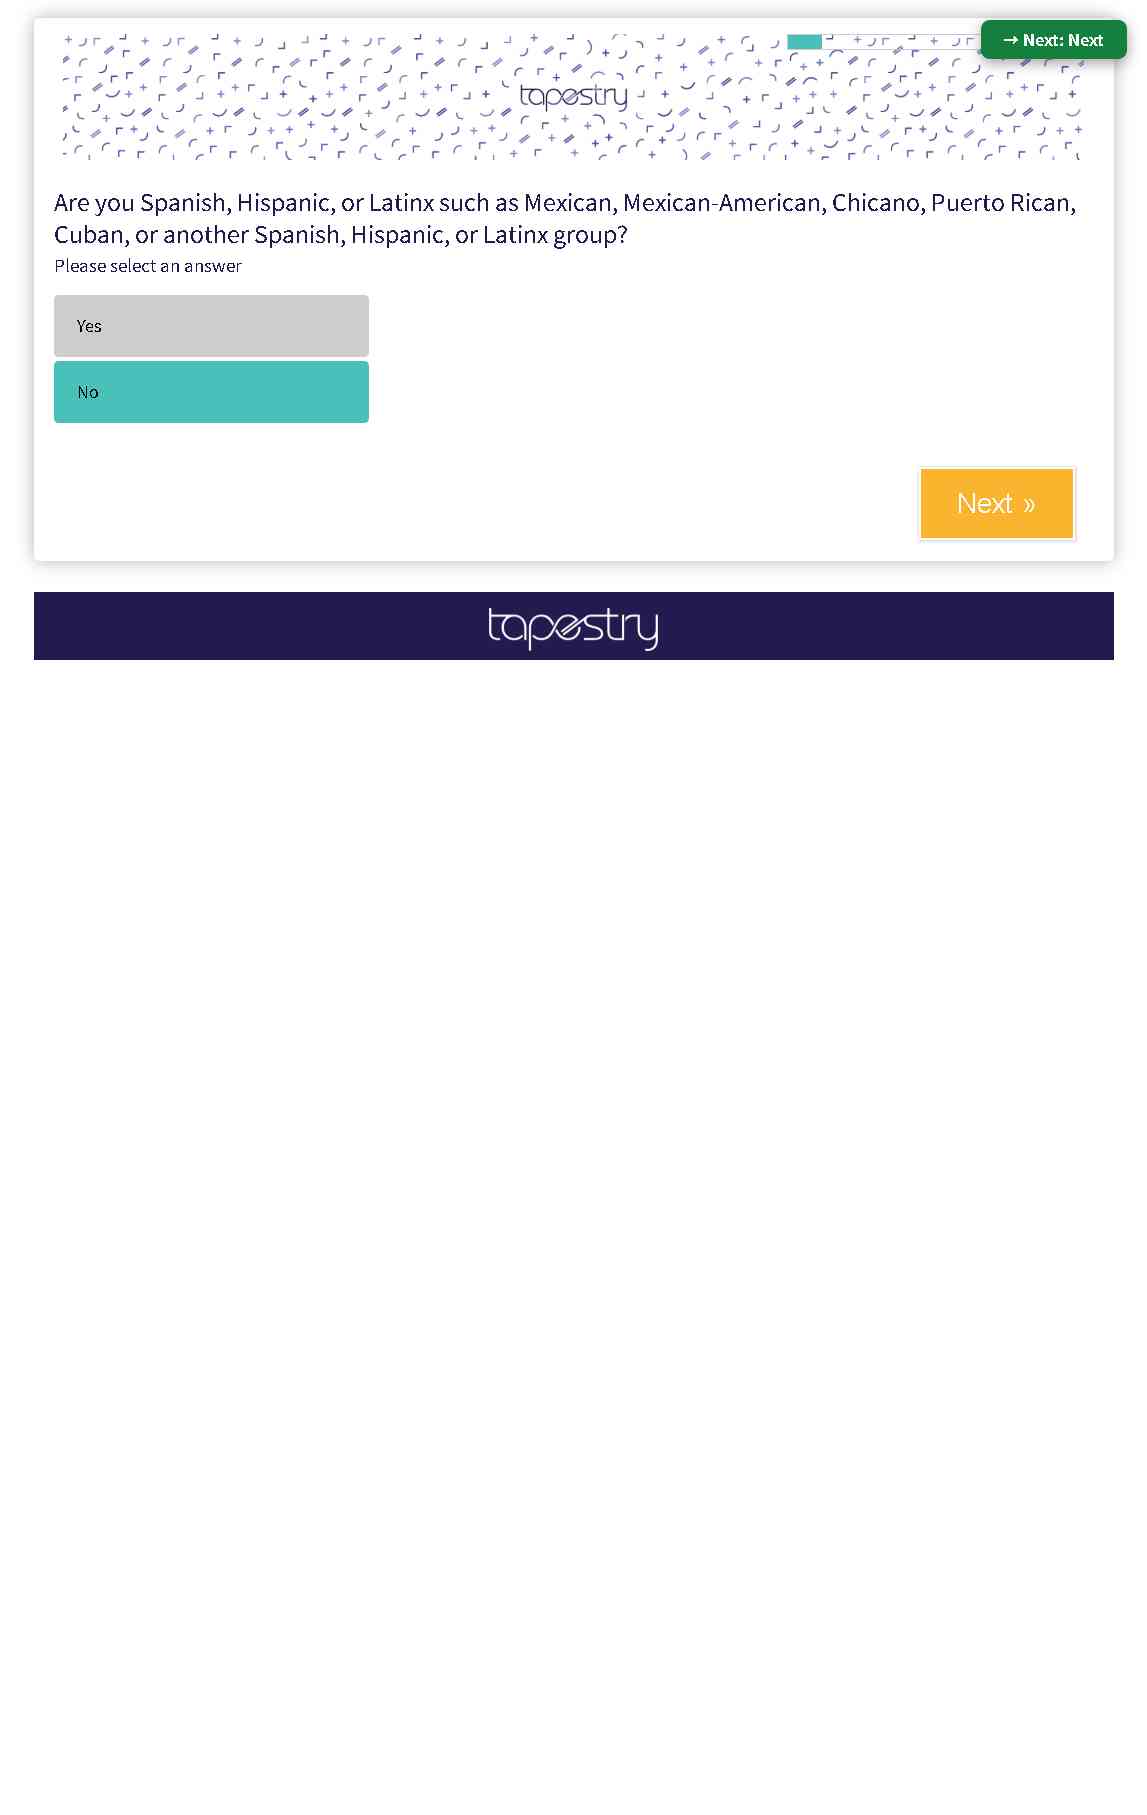 → Next: Next
tapestry
Are you Spanish, Hispanic, or Latinx such as Mexican, Mexican-American, Chicano, Puerto Rican,
Cuban, or another Spanish, Hispanic, or Latinx group?
Please select an answer
Yes
No
Next »
tapestry